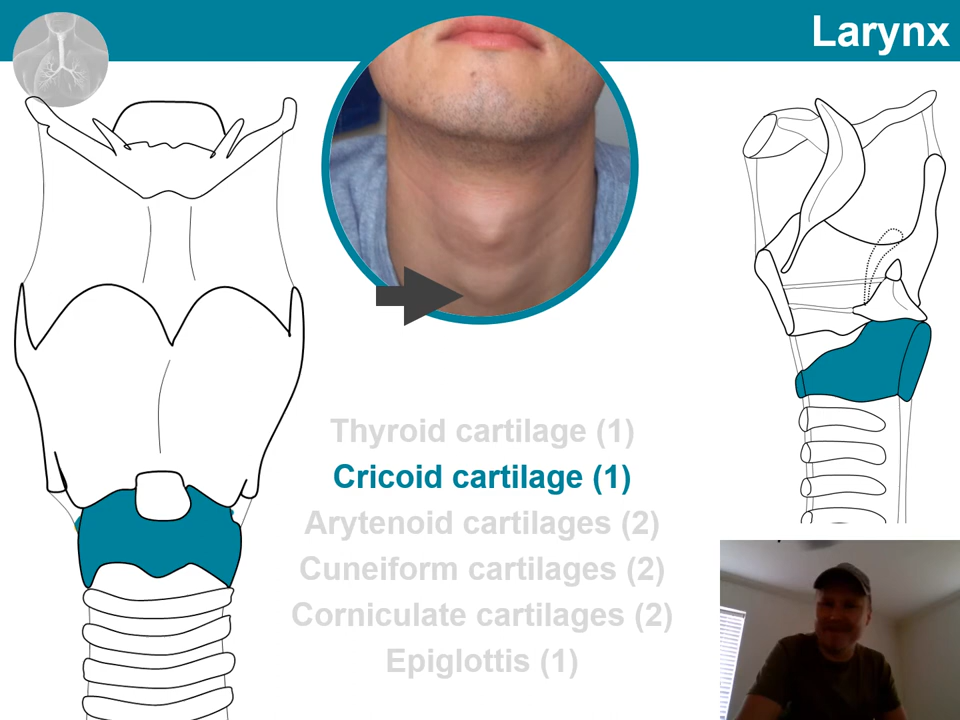 Larynx
Thyroid cartilage (1)
Cricoid cartilage (1)
Arytenoid cartilages (2)
Cuneiform cartilages (2)
Corniculate cartilages (2)
Epiglottis (1)